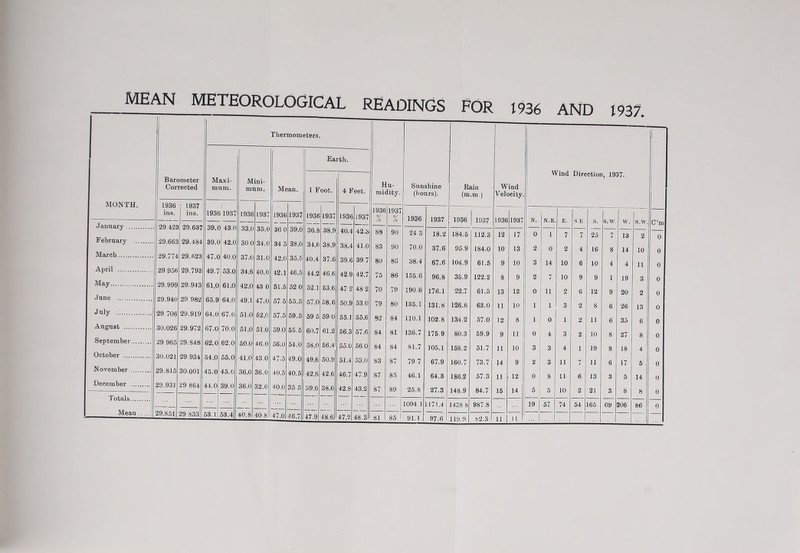 MEAN METEOROLOGICAL READINGS FOR 1936 AND 1937.
MONTH. Barometer Corrected Thermometers. Maximum. Minimum. Mean. Earth. 1 Foot. 4 Feet. Humidity. Sunshine (hours). Rain (m.m.) Wind Velocity. Wind Direction, 1937.
1936 ins. 1937 ins. 1936 1937 1936 1937 1936 1937 1936 1937 1936 1937 1936 % 1937 % 1936 1937 1936 1937 1936 1937 N. N.E. E. S E S. S.W W. N.W. C'm
January 29.423 29.637 39.0 43.0 33.0 35.0 36 0 39.0 36.8 38.9 40.4 42.3 88 90 24 3 18.2 184.5 112.3 12 17 0 1 7 7 25 7 13 2 0
February 29.663 29.484 39.0 42.0 30 0 34.0 34 5 38.0 34.6 38.9 38.4 41.0 83 90 70.0 37.6 95.9 184.0 10 13 2 0 2 4 16 8 14 10 0
March 29.774 29.623 47.0 40.0 37.0 31.0 42.0 35.5 40.4 37.6 39.6 39.7 80 86 38.4 67.6 106.9 61.5 9 10 3 14 10 6 10 4 4 11 0
April 29 956 29.793 49.7 53.0 34.6 40.0 42.1 46.5 44.2 46.6 42.9 42.7 75 86 155.6 96.8 35.9 122.2 8 9 2 7 10 9 9 1 19 3 0
May 29.999 29.943 61.0 61.0 42.0 43 0 51.5 52 0 52.1 53.6 47 2 48 2 70 79 190.6 176.1 22.7 61.5 13 12 0 11 2 6 12 9 20 2 0
June 29.940 29 982 65.9 64.0 49.1 47.0 57.5 55.5 57.0 58.6 50.9 53.0 79 80 135.1 131.8 126.6 63.0 11 10 1 1 3 2 8 6 26 13 0
July 29 706 29.919 64.0 67.0 51.0 52.0 57.5 59.5 59 5 59 0 55.1 55.6 82 84 110.1 102.8 134.2 57.0 12 8 1 0 1 2 11 6 35 6 0
August 30.026 29.972 67.0 70.0 51.0 51.0 59.0 55 5 60.7 61.2 56.3 57.6 84 81 136.7 175 9 80.3 59.9 9 11 0 4 3 2 10 8 27 8 0
September 29 965 29.848 62.0 62.0 50.0 46.0 56.0 54.0 58.0 56.4 55.0 56 0 84 84 81.7 105.1 158.2 51.7 11 10 3 3 4 1 19 8 18 4 0
October 30.021 29 934 54.0 55.0 41.0 43.0 47.5 49.0 49.6 50.9 51.4 53.0 83 87 79 7 67.9 160.7 73.7 14 9 2 3 11 7 11 6 17 5 0
November 29.815 30.001 45.0 45.0 36.0 36.0 40.5 40.5 42.6 42.6 46.7 47.9 87 85 46.1 64.3 186.2 57.3 11 12 0 8 11 6 13 3 5 14 0
December 29.931 29 864 44.0 39.0 36.0 32.0 40.0 35 5 39.6 38.6 42.8 43.2 87 89 25.8 27.3 146.9 84.7 15 14 5 5 10 2 21 3 8 8 0
Totals ... ... ... ... ... ... ... ... ... ... ... ... ... ... 1094.1 1171.4 1438 8 987.8 ... ... 19 57 74 54 165 69 206 86 0
Mean 29.851 29 833 53.1 53.4 40.8 40.8 47.0 46.7 47.9 48.6 47.2 48.3 81 85 91.1 97.6 119.9 82.3 11 11 ...